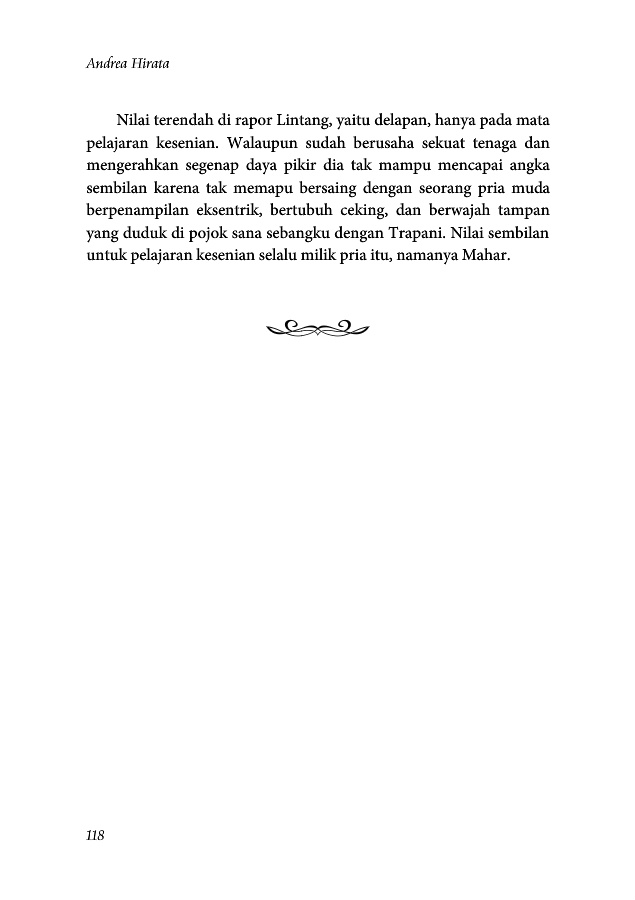 Andrea Hirata
Nilai terendah di rapor Lintang, yaitu delapan, hanya pada mata
pelajaran kesenian. Walaupun sudah berusaha sekuat tenaga dan
mengerahkan segenap daya pikir dia tak mampu mencapai angka
sembilan karena tak memapu bersaing dengan seorang pria muda
berpenampilan eksentrik, bertubuh ceking, dan berwajah tampan
yang duduk di pojok sana sebangku dengan Trapani. Nilai sembilan
untuk pelajaran kesenian selalu milik pria itu, namanya Mahar.
118